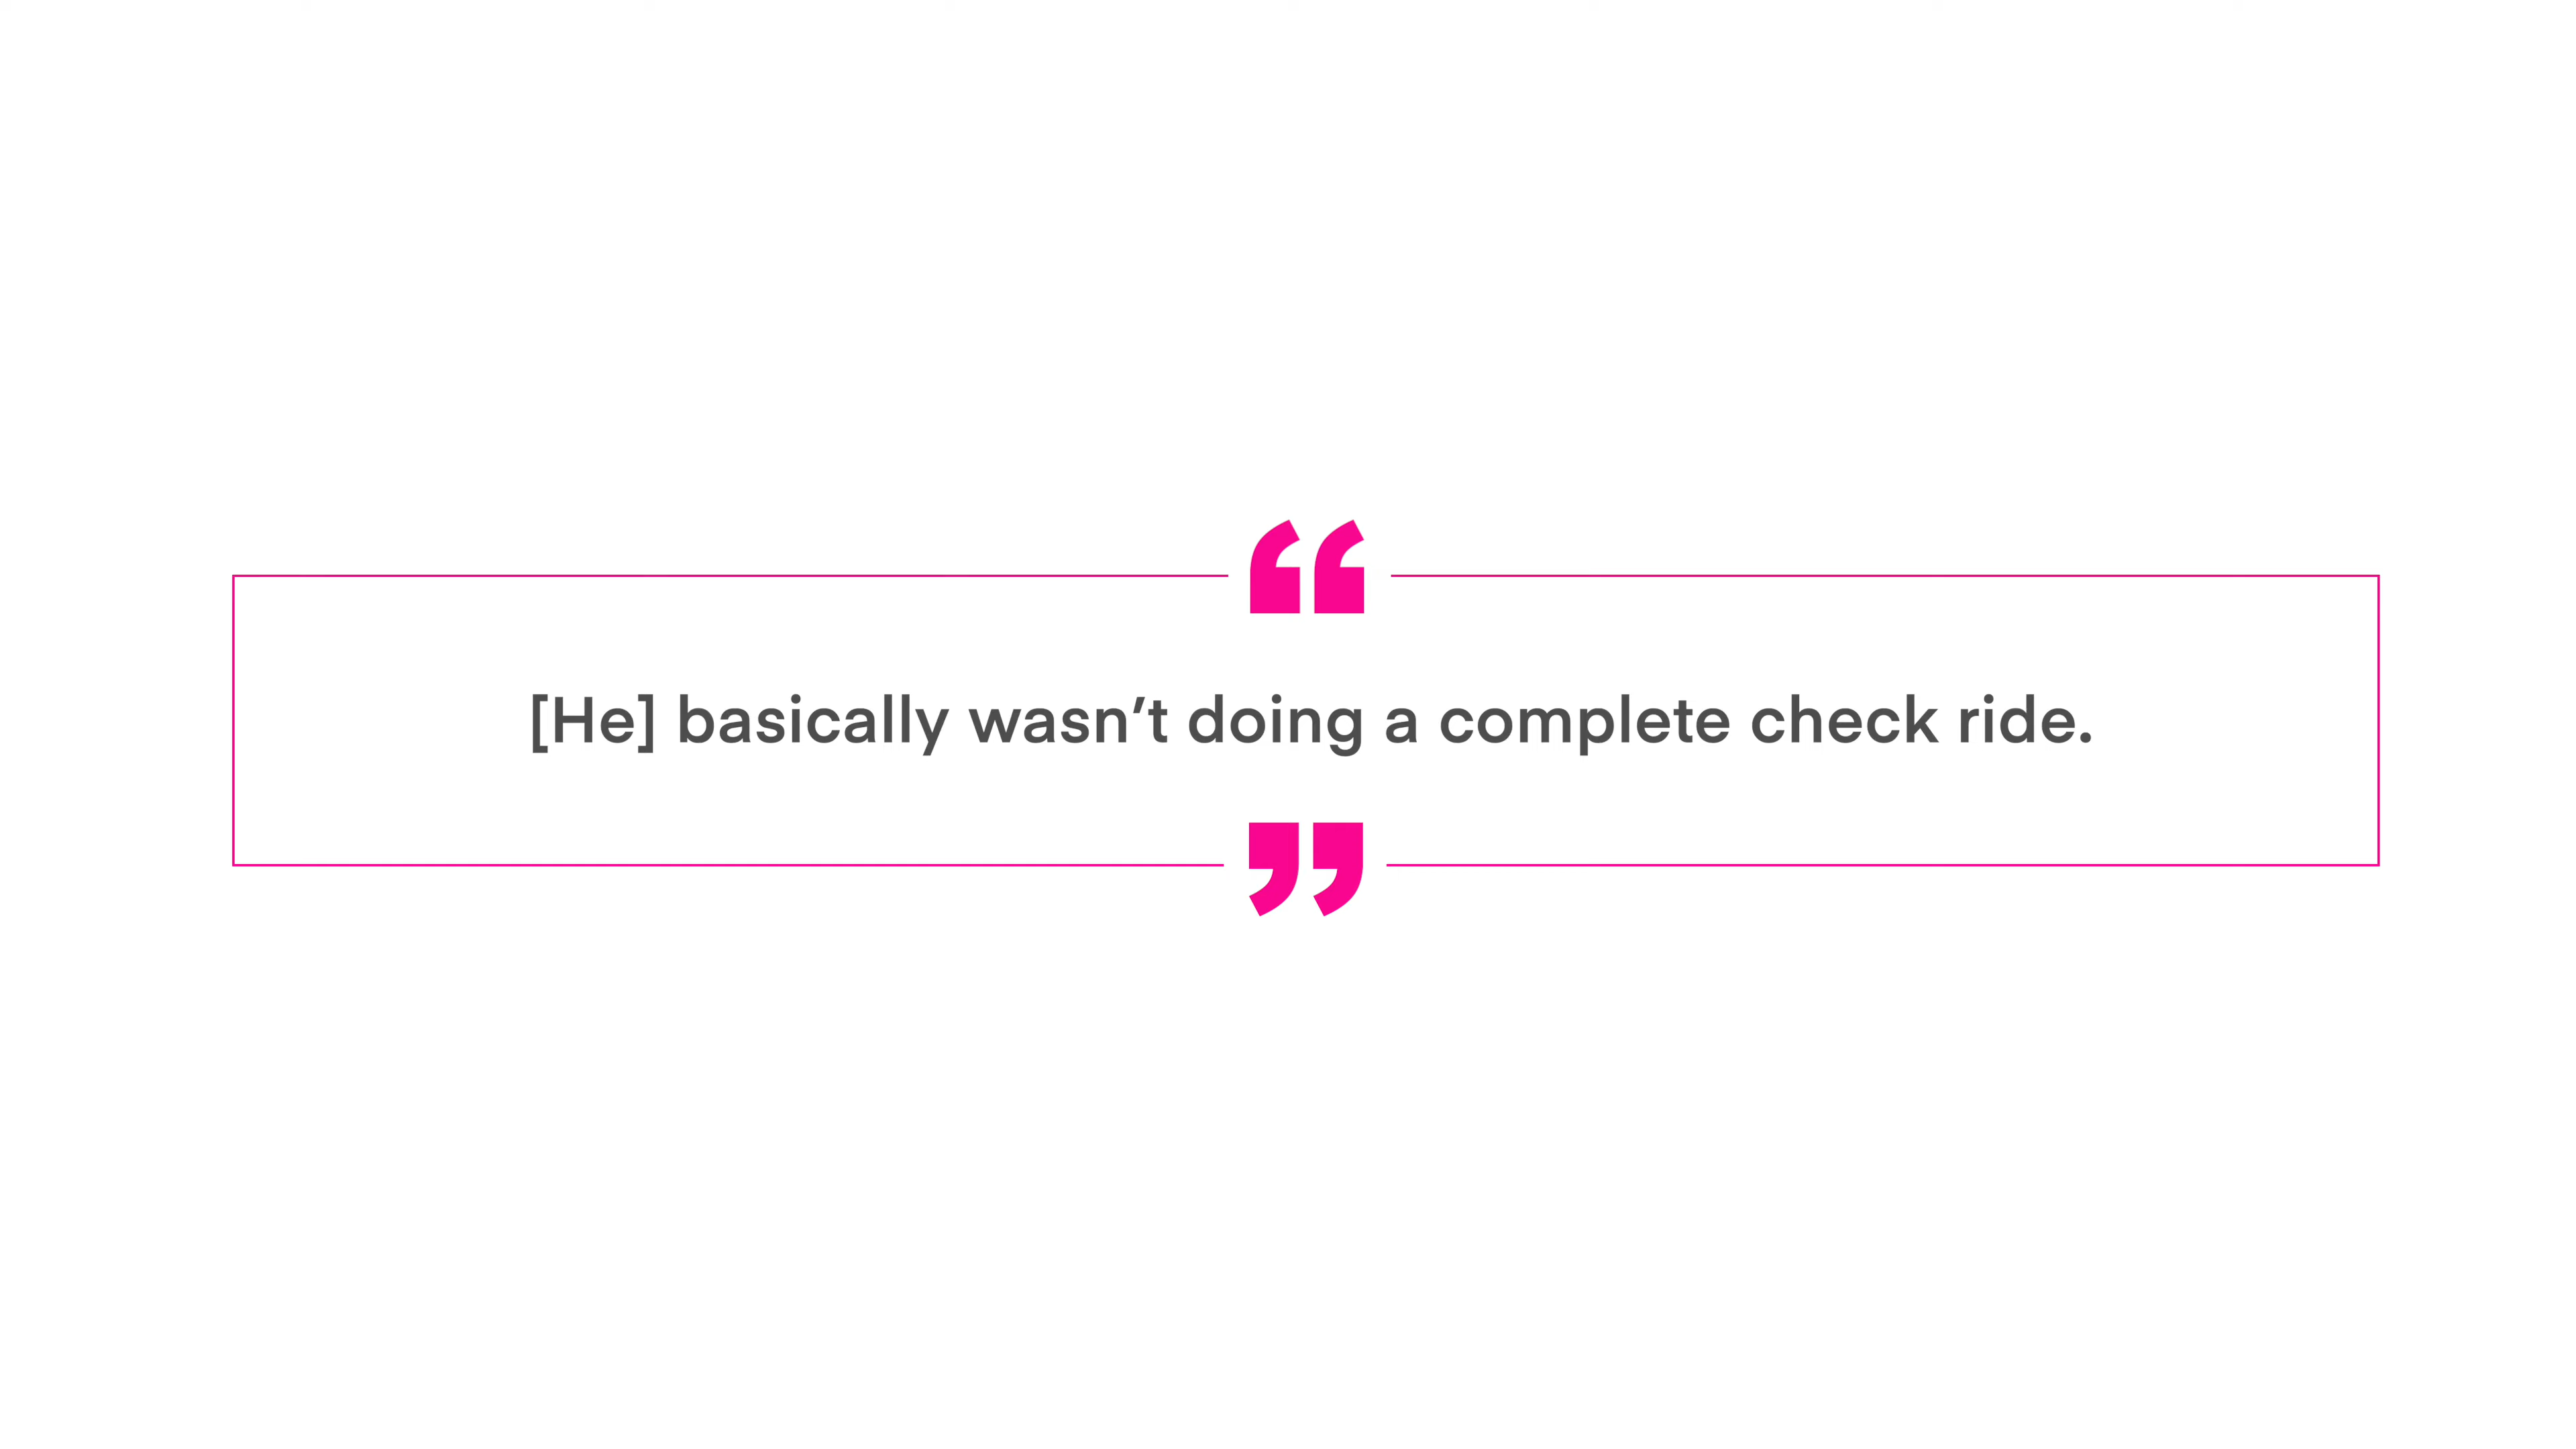 “
[He] basically wasn’t doing a complete check ride.
”